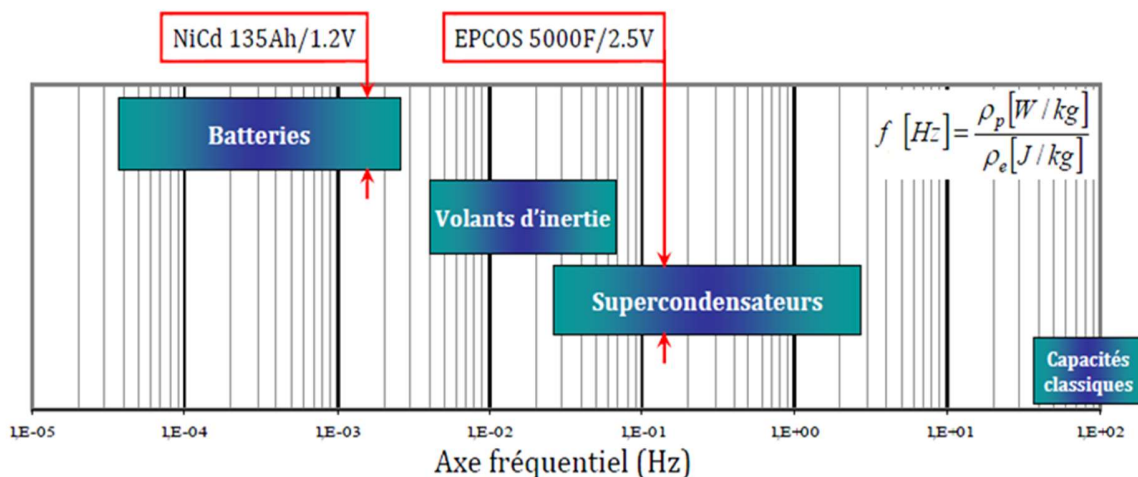 NiCd 135Ah/1.2V
EPCOS 5000F/2.5V
Batteries
f [Hz]= ρp[W/kg]
ρe[J/kg]
Volants d'inertie
Supercondensateurs
Capacités
classiques
1,E-05 1,E-04 1,E-03 1,E-02 1,E-01 1,E+00 1,E+01 1,E+02
Axe fréquentiel (Hz)